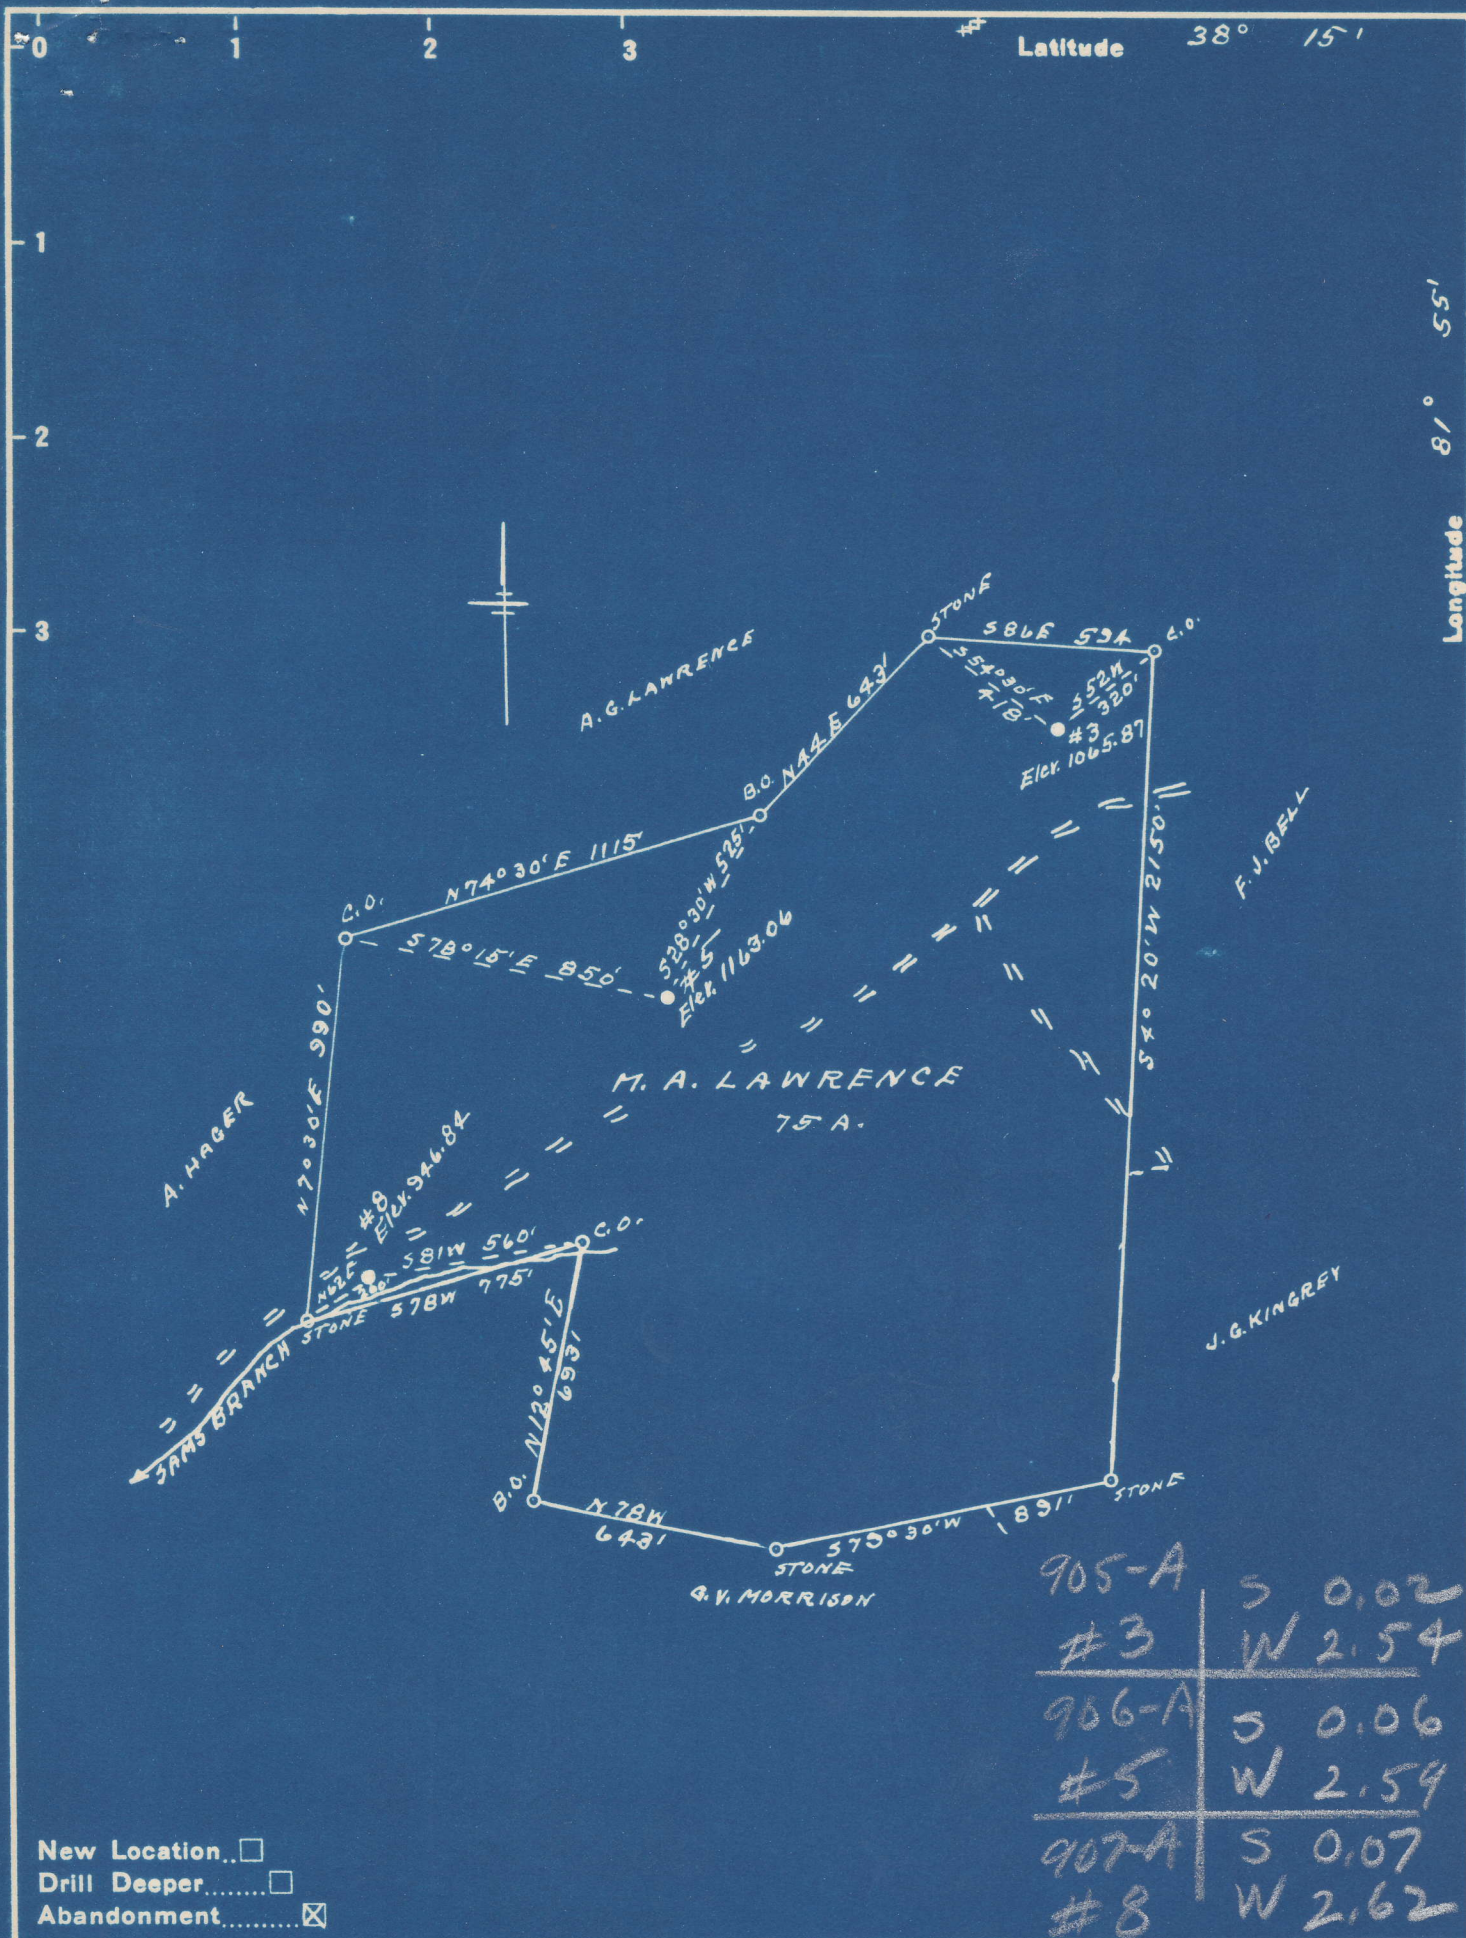 0 1 2 3
Latitude 38° 15'
1
2
3
Longitude 81° 55'
STONE
S86E 594
C.O.
S54°30'E
418'
S52W
320'
#3
Elev. 1065.87
A.G. LAWRENCE
N44E 643'
B.O.
S4° 20'W 2150'
F.J. BELL
N74°30'E 1115'
C.O.
S28°30'W 525'
S78°15'E 850'
#5
Elev. 1163.06
N7°30'E 990'
M. A. LAWRENCE
75 A.
A. HAGER
#8
Elev. 946.84
C.O.
S81W 560'
N62E
200'
S78W 775'
STONE
SAMS BRANCH
N12°45'E
693'
J.G. KINGREY
B.O.
N78W
643'
STONE
S79°30'W 891'
STONE
G.V. MORRISON
905-A S 0.02
#3 W 2.54
906-A S 0.06
#5 W 2.59
907-A S 0.07
#8 W 2.62
New Location..☐
Drill Deeper........☐
Abandonment..........☒